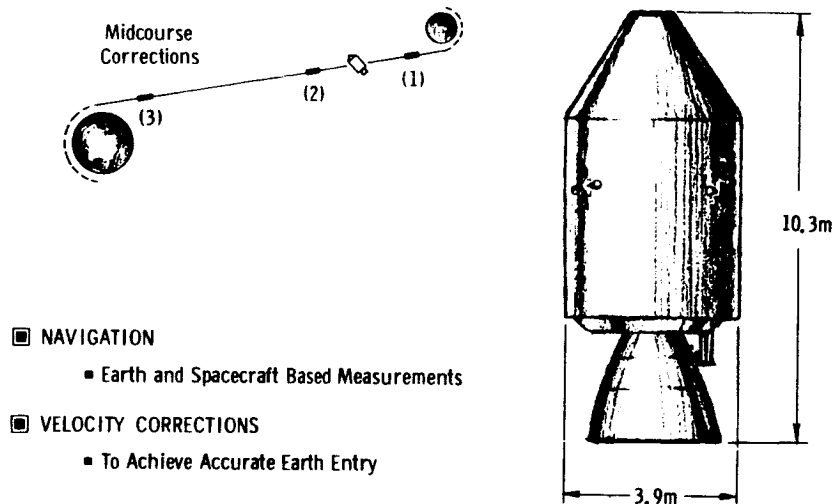 Midcourse
Corrections
(1)
(2)
(3)
10.3m
▣ NAVIGATION
▪ Earth and Spacecraft Based Measurements
▣ VELOCITY CORRECTIONS
▪ To Achieve Accurate Earth Entry
3.9m